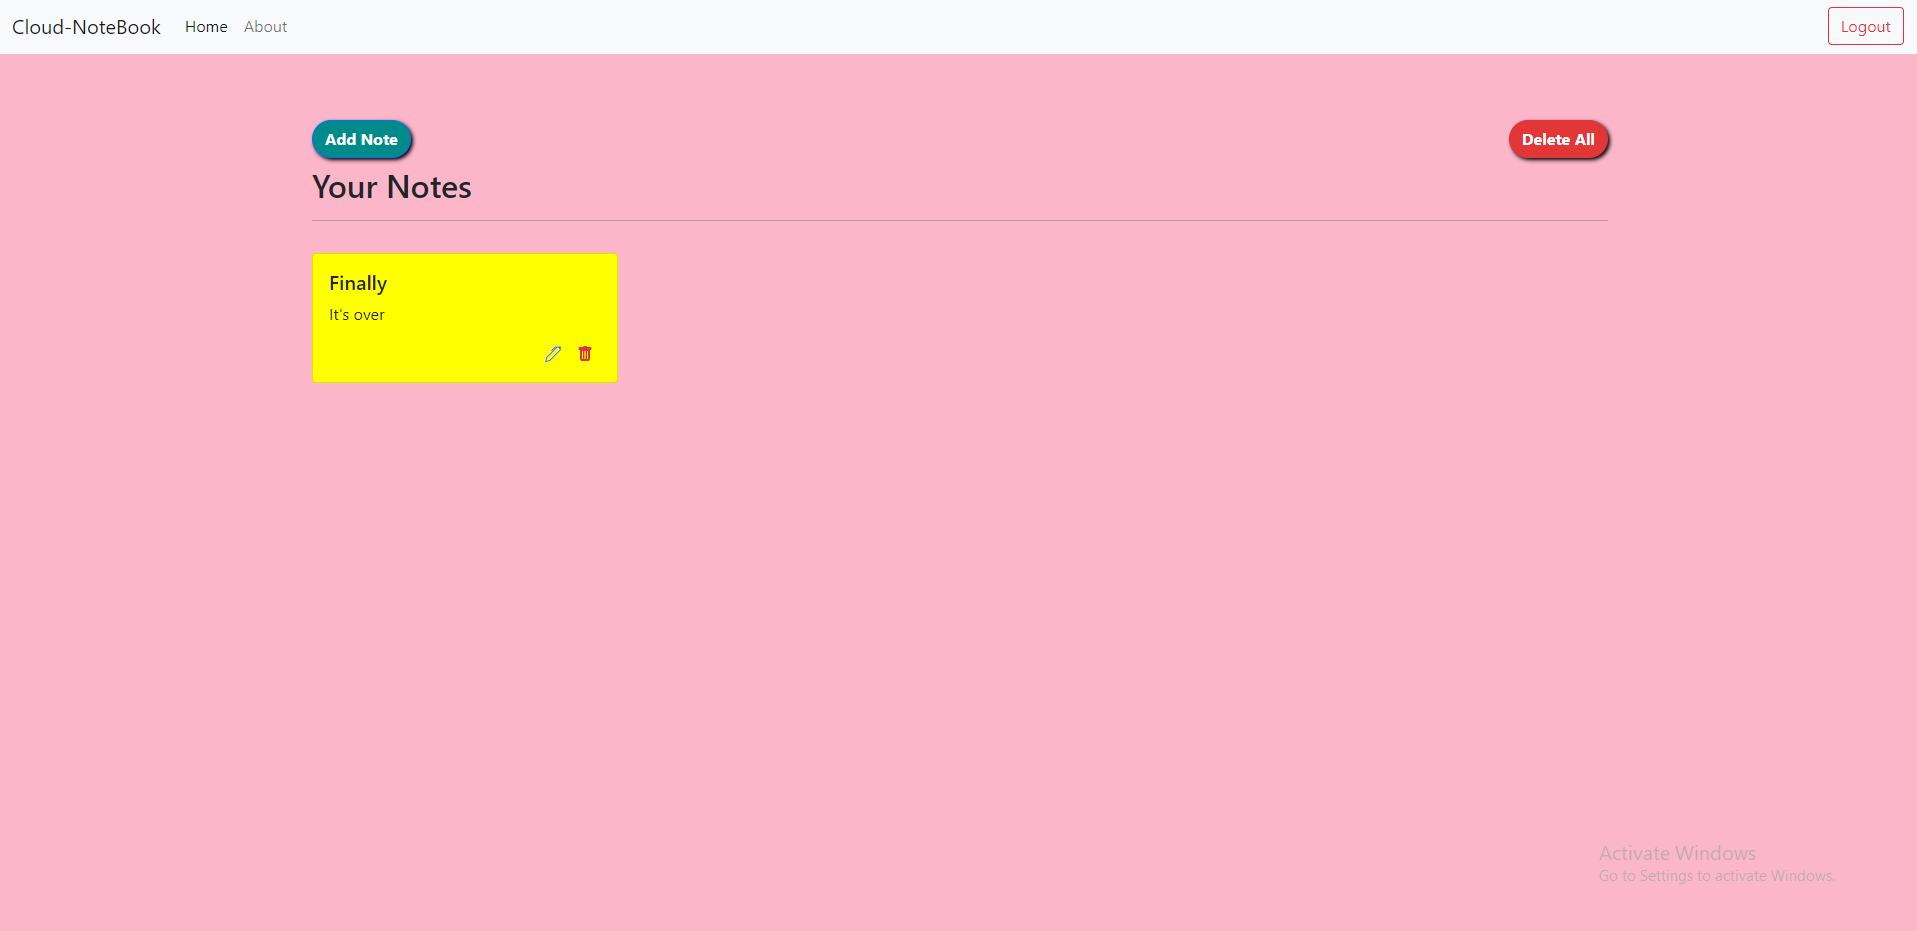 Cloud-NoteBook Home About Logout
Add Note Delete All
Your Notes
Finally
It's over
Activate Windows
Go to Settings to activate Windows.